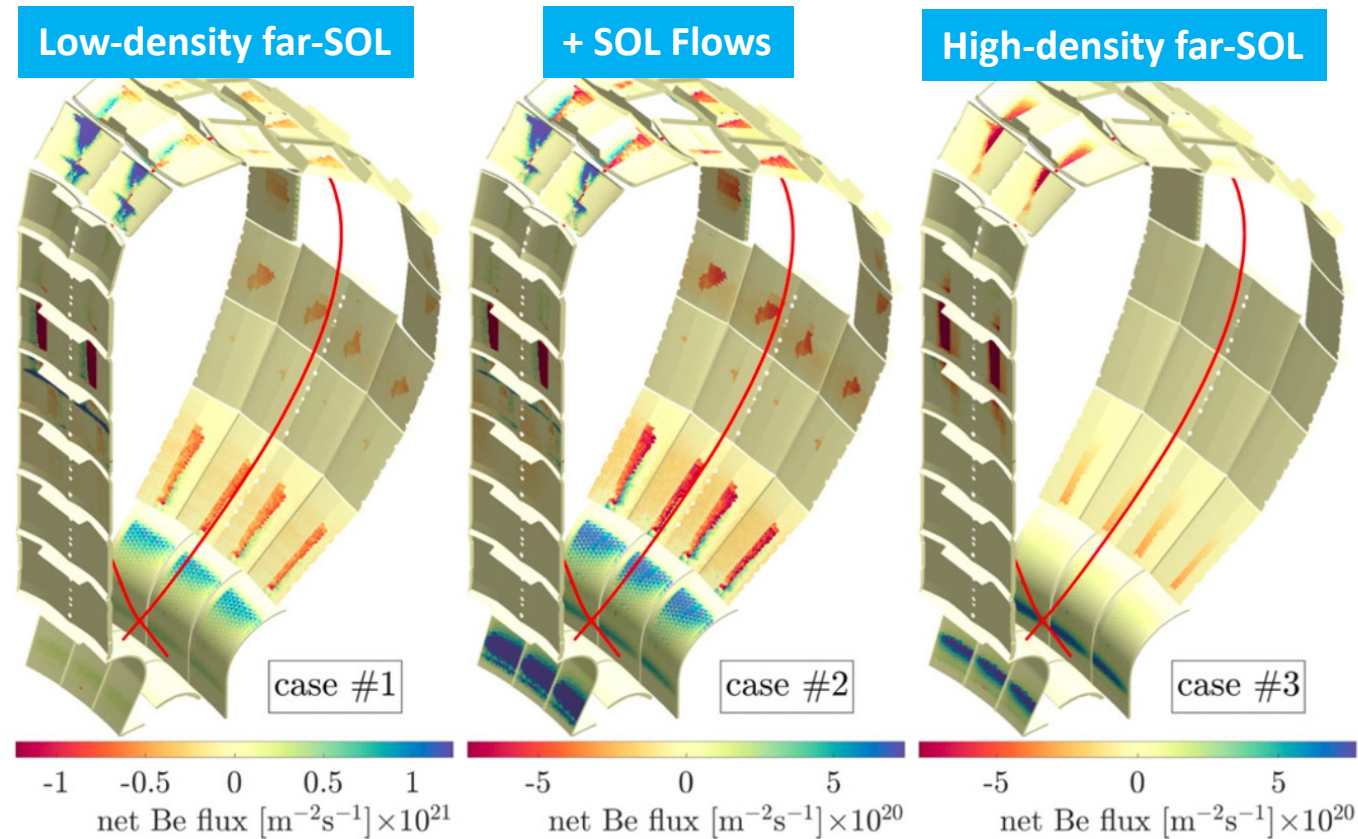 Low-density far-SOL
+ SOL Flows
High-density far-SOL
case #1
case #2
case #3
-1 -0.5 0 0.5 1
-5 0 5
-5 0 5
net Be flux [m⁻²s⁻¹]×10²¹
net Be flux [m⁻²s⁻¹]×10²⁰
net Be flux [m⁻²s⁻¹]×10²⁰